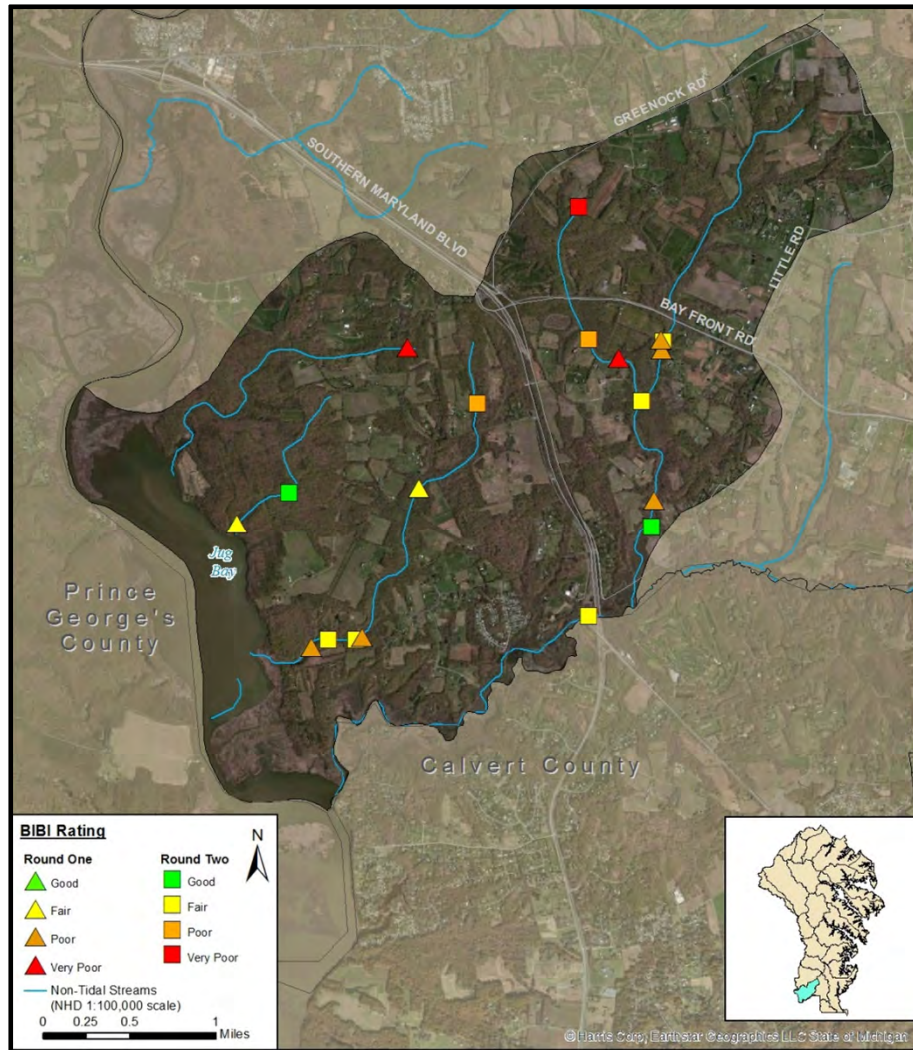 GREENOCK RD
SOUTHERN MARYLAND BLVD
LITTLE RD
BAY FRONT RD
Jug
Bay
Prince
George's
County
Calvert County
BIBI Rating
N
Round One
Round Two
Good
Good
Fair
Fair
Poor
Poor
Very Poor
Very Poor
Non-Tidal Streams
(NHD 1:100,000 scale)
0 0.25 0.5 1
Miles
© Harris Corp, Earthstar Geographics LLC State of Michigan